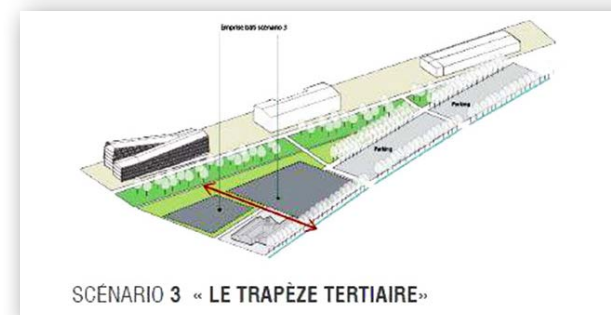 Emprise bâti scénario 3
Parking
Parking
SCÉNARIO 3 « LE TRAPÈZE TERTIAIRE»